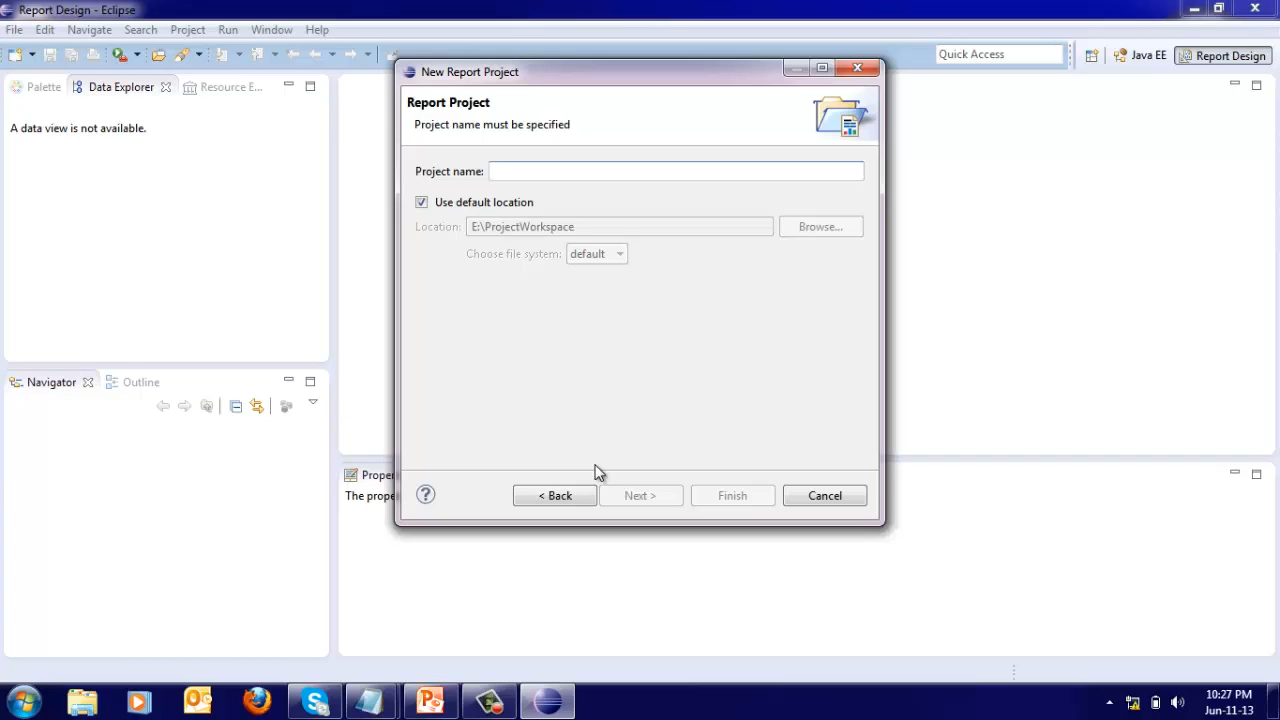 Report Design - Eclipse
File Edit Navigate Search Project Run Window Help
Quick Access
Java EE
Report Design
Palette
Data Explorer
Resource E...
A data view is not available.
Navigator
Outline
New Report Project
Report Project
Project name must be specified
Project name:
Use default location
Location: E:\ProjectWorkspace Browse...
Choose file system: default
? < Back Next > Finish Cancel
Proper
The prope
10:27 PM
Jun-11-13